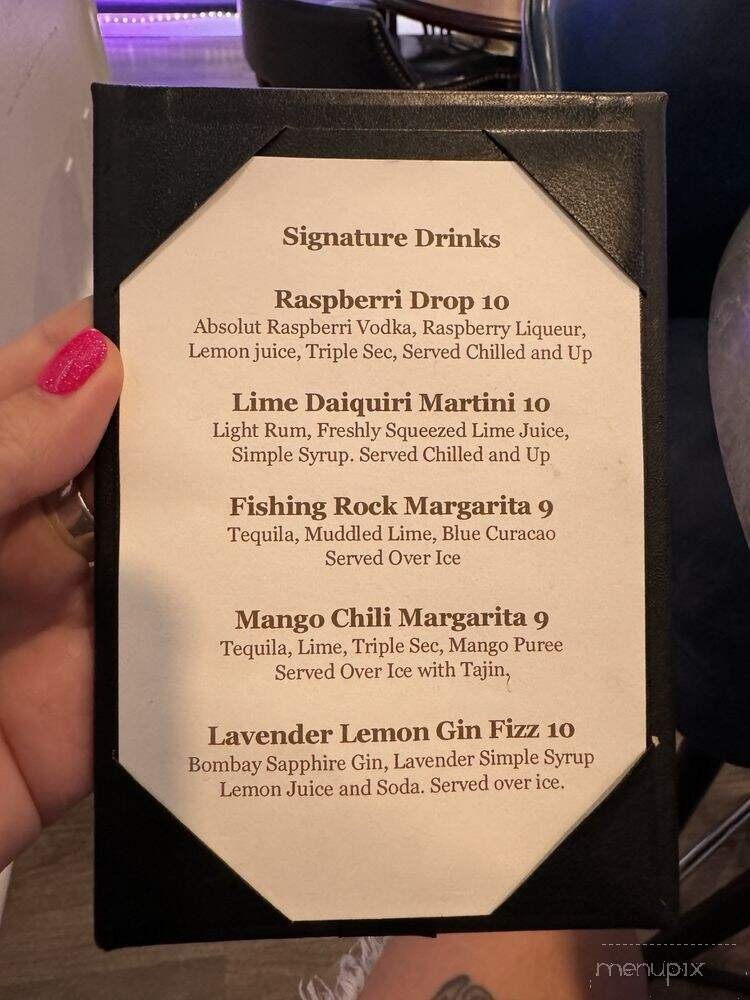 Signature Drinks
Raspberri Drop 10
Absolut Raspberri Vodka, Raspberry Liqueur,
Lemon juice, Triple Sec, Served Chilled and Up
Lime Daiquiri Martini 10
Light Rum, Freshly Squeezed Lime Juice,
Simple Syrup. Served Chilled and Up
Fishing Rock Margarita 9
Tequila, Muddled Lime, Blue Curacao
Served Over Ice
Mango Chili Margarita 9
Tequila, Lime, Triple Sec, Mango Puree
Served Over Ice with Tajin,
Lavender Lemon Gin Fizz 10
Bombay Sapphire Gin, Lavender Simple Syrup
Lemon Juice and Soda. Served over ice.
menupix